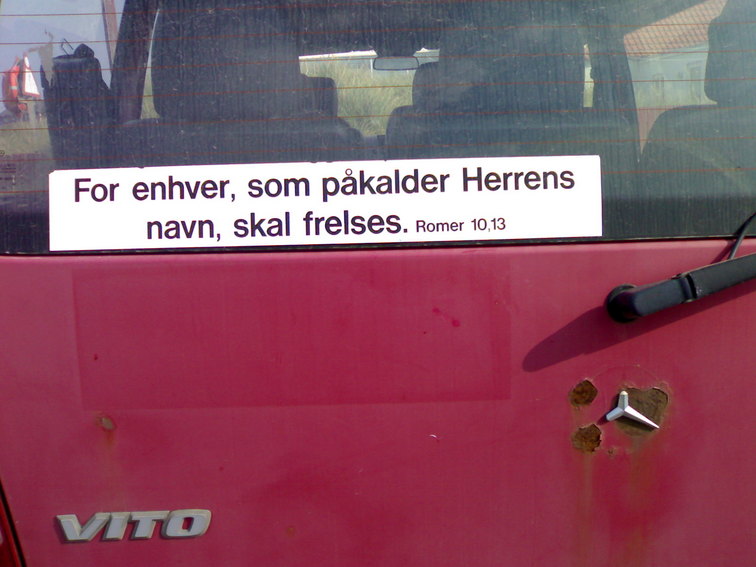 For enhver, som påkalder Herrens
navn, skal frelses. Romer 10,13
VITO